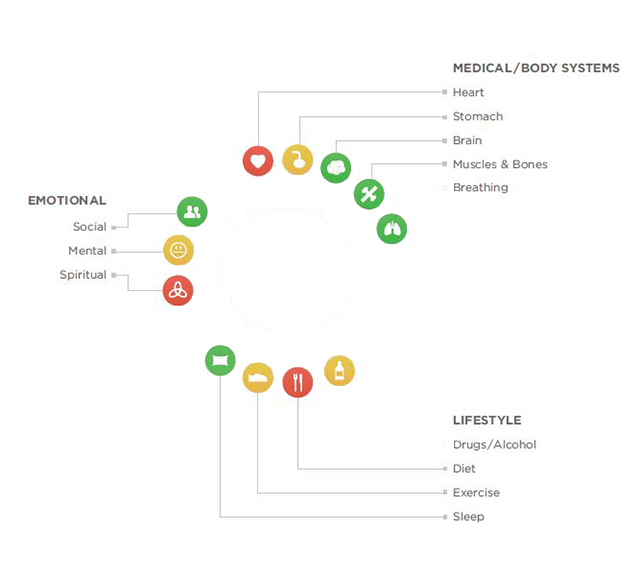 MEDICAL/BODY SYSTEMS
Heart
Stomach
Brain
Muscles & Bones
Breathing
EMOTIONAL
Social
Mental
Spiritual
LIFESTYLE
Drugs/Alcohol
Diet
Exercise
Sleep